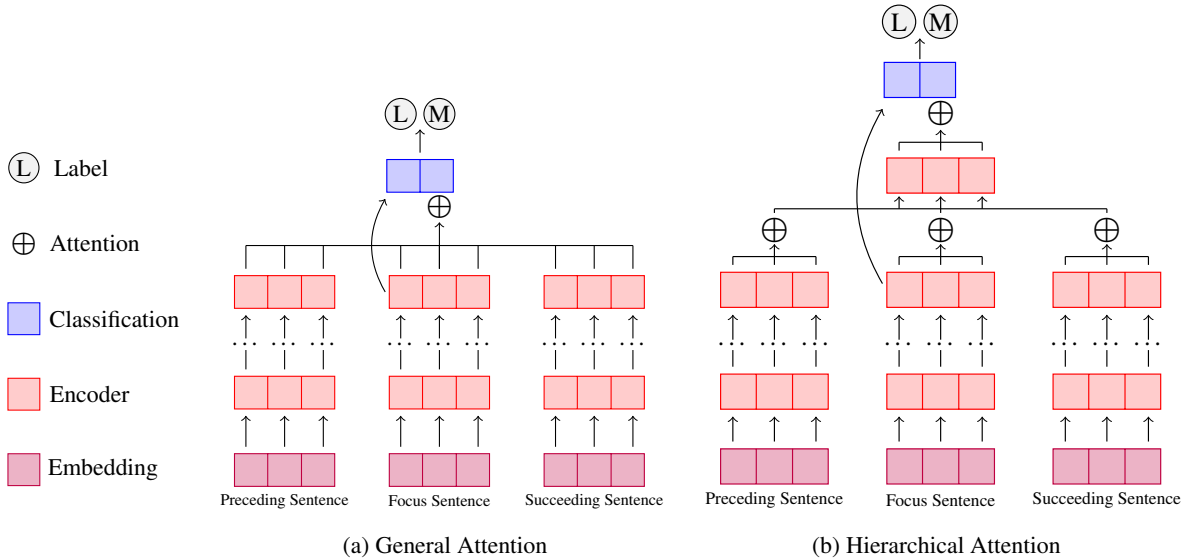 L Label
Attention
Classification
Encoder
Embedding
L M
... ... ... ... ... ... ... ... ...
Preceding Sentence Focus Sentence Succeeding Sentence
(a) General Attention
L M
... ... ... ... ... ... ... ... ...
Preceding Sentence Focus Sentence Succeeding Sentence
(b) Hierarchical Attention